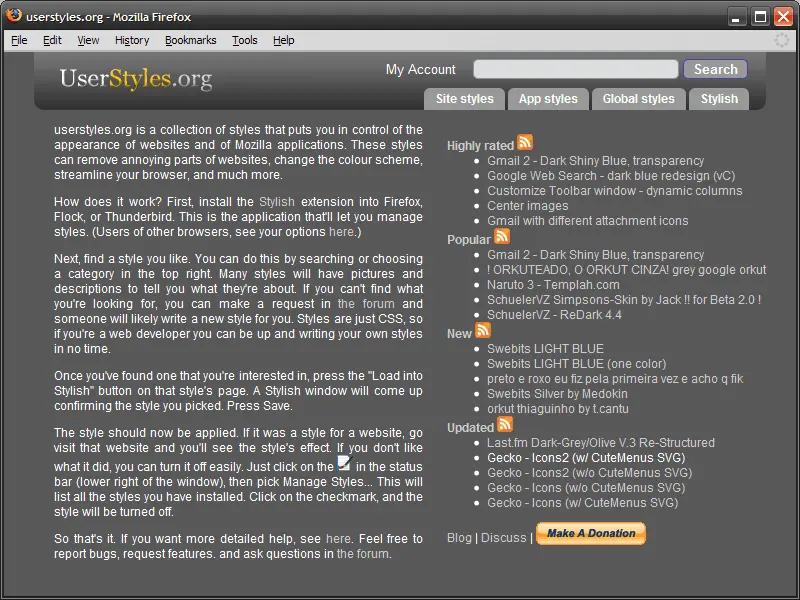 userstyles.org - Mozilla Firefox
File Edit View History Bookmarks Tools Help
UserStyles.org
My Account
Search
Site styles
App styles
Global styles
Stylish
userstyles.org is a collection of styles that puts you in control of the
appearance of websites and of Mozilla applications. These styles
can remove annoying parts of websites, change the colour scheme,
streamline your browser, and much more.
How does it work? First, install the Stylish extension into Firefox,
Flock, or Thunderbird. This is the application that'll let you manage
styles. (Users of other browsers, see your options here.)
Next, find a style you like. You can do this by searching or choosing
a category in the top right. Many styles will have pictures and
descriptions to tell you what they're about. If you can't find what
you're looking for, you can make a request in the forum and
someone will likely write a new style for you. Styles are just CSS, so
if you're a web developer you can be up and writing your own styles
in no time.
Once you've found one that you're interested in, press the "Load into
Stylish" button on that style's page. A Stylish window will come up
confirming the style you picked. Press Save.
The style should now be applied. If it was a style for a website, go
visit that website and you'll see the style's effect. If you don't like
what it did, you can turn it off easily. Just click on the in the status
bar (lower right of the window), then pick Manage Styles... This will
list all the styles you have installed. Click on the checkmark, and the
style will be turned off.
So that's it. If you want more detailed help, see here. Feel free to
report bugs, request features. and ask questions in the forum.
Highly rated
Gmail 2 - Dark Shiny Blue, transparency
Google Web Search - dark blue redesign (vC)
Customize Toolbar window - dynamic columns
Center images
Gmail with different attachment icons
Popular
Gmail 2 - Dark Shiny Blue, transparency
! ORKUTEADO, O ORKUT CINZA! grey google orkut
Naruto 3 - Templah.com
SchuelerVZ Simpsons-Skin by Jack !! for Beta 2.0 !
SchuelerVZ - ReDark 4.4
New
Swebits LIGHT BLUE
Swebits LIGHT BLUE (one color)
preto e roxo eu fiz pela primeira vez e acho q fik
Swebits Silver by Medokin
orkut thiaguinho by t.cantu
Updated
Last.fm Dark-Grey/Olive V.3 Re-Structured
Gecko - Icons2 (w/ CuteMenus SVG)
Gecko - Icons2 (w/o CuteMenus SVG)
Gecko - Icons (w/o CuteMenus SVG)
Gecko - Icons (w/ CuteMenus SVG)
Blog | Discuss | Make A Donation